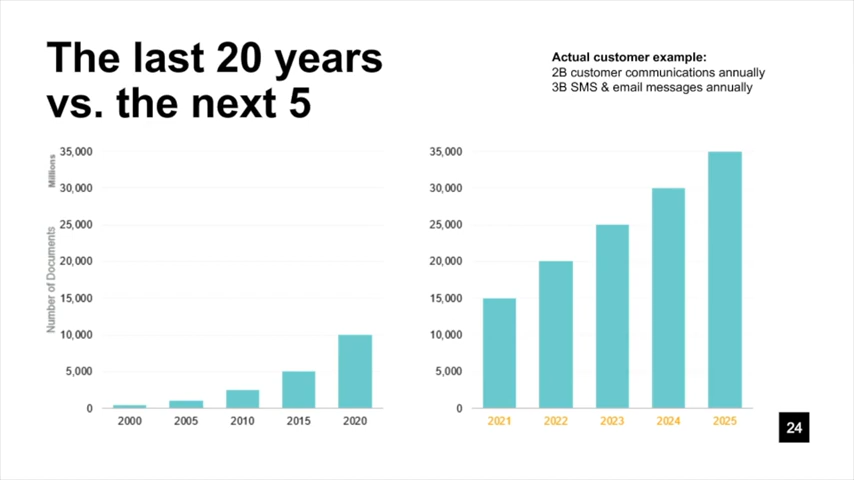 The last 20 years
vs. the next 5
Actual customer example:
2B customer communications annually
3B SMS & email messages annually
Millions
Number of Documents
35,000
30,000
25,000
20,000
15,000
10,000
5,000
0
2000 2005 2010 2015 2020
35,000
30,000
25,000
20,000
15,000
10,000
5,000
0
2021 2022 2023 2024 2025
24